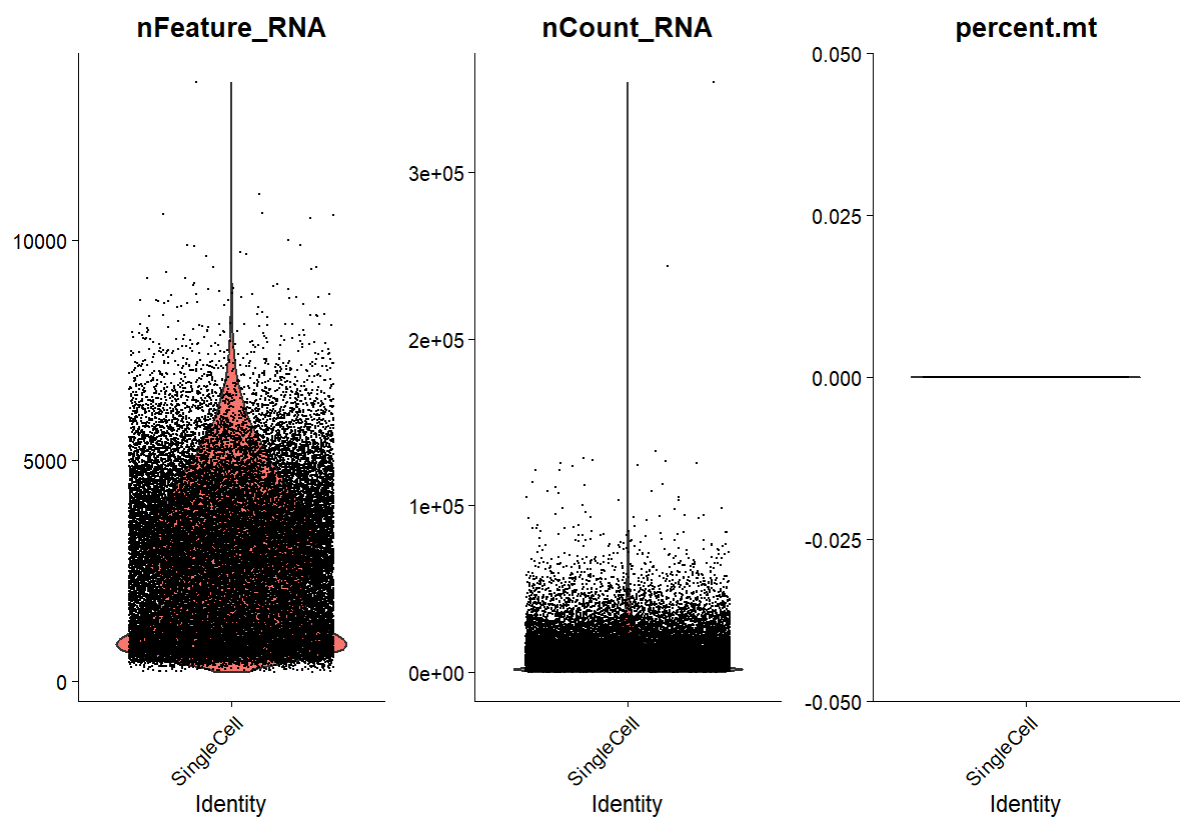 nFeature_RNA
10000
5000
0
SingleCell
Identity
nCount_RNA
3e+05
2e+05
1e+05
0e+00
SingleCell
Identity
percent.mt
0.050
0.025
0.000
-0.025
-0.050
SingleCell
Identity